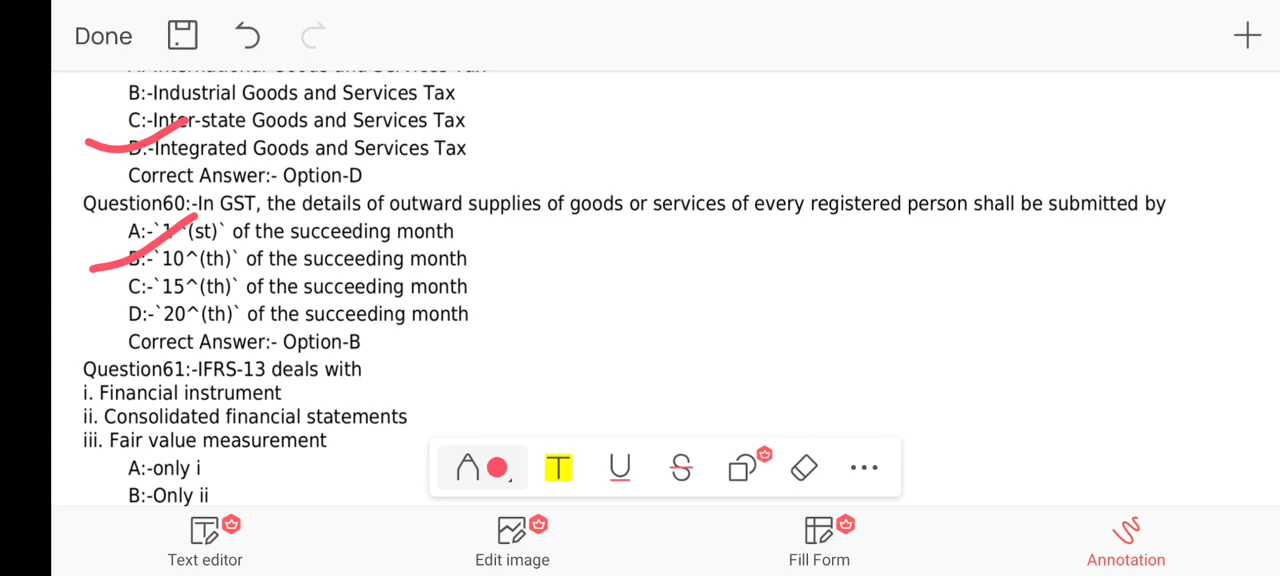 Done
B:-Industrial Goods and Services Tax
C:-Inter-state Goods and Services Tax
D:-Integrated Goods and Services Tax
Correct Answer:- Option-D
Question60:-In GST, the details of outward supplies of goods or services of every registered person shall be submitted by
A:-`1^(st)` of the succeeding month
B:-`10^(th)` of the succeeding month
C:-`15^(th)` of the succeeding month
D:-`20^(th)` of the succeeding month
Correct Answer:- Option-B
Question61:-IFRS-13 deals with
i. Financial instrument
ii. Consolidated financial statements
iii. Fair value measurement
A:-only i
B:-Only ii
T U S
Text editor Edit image Fill Form Annotation